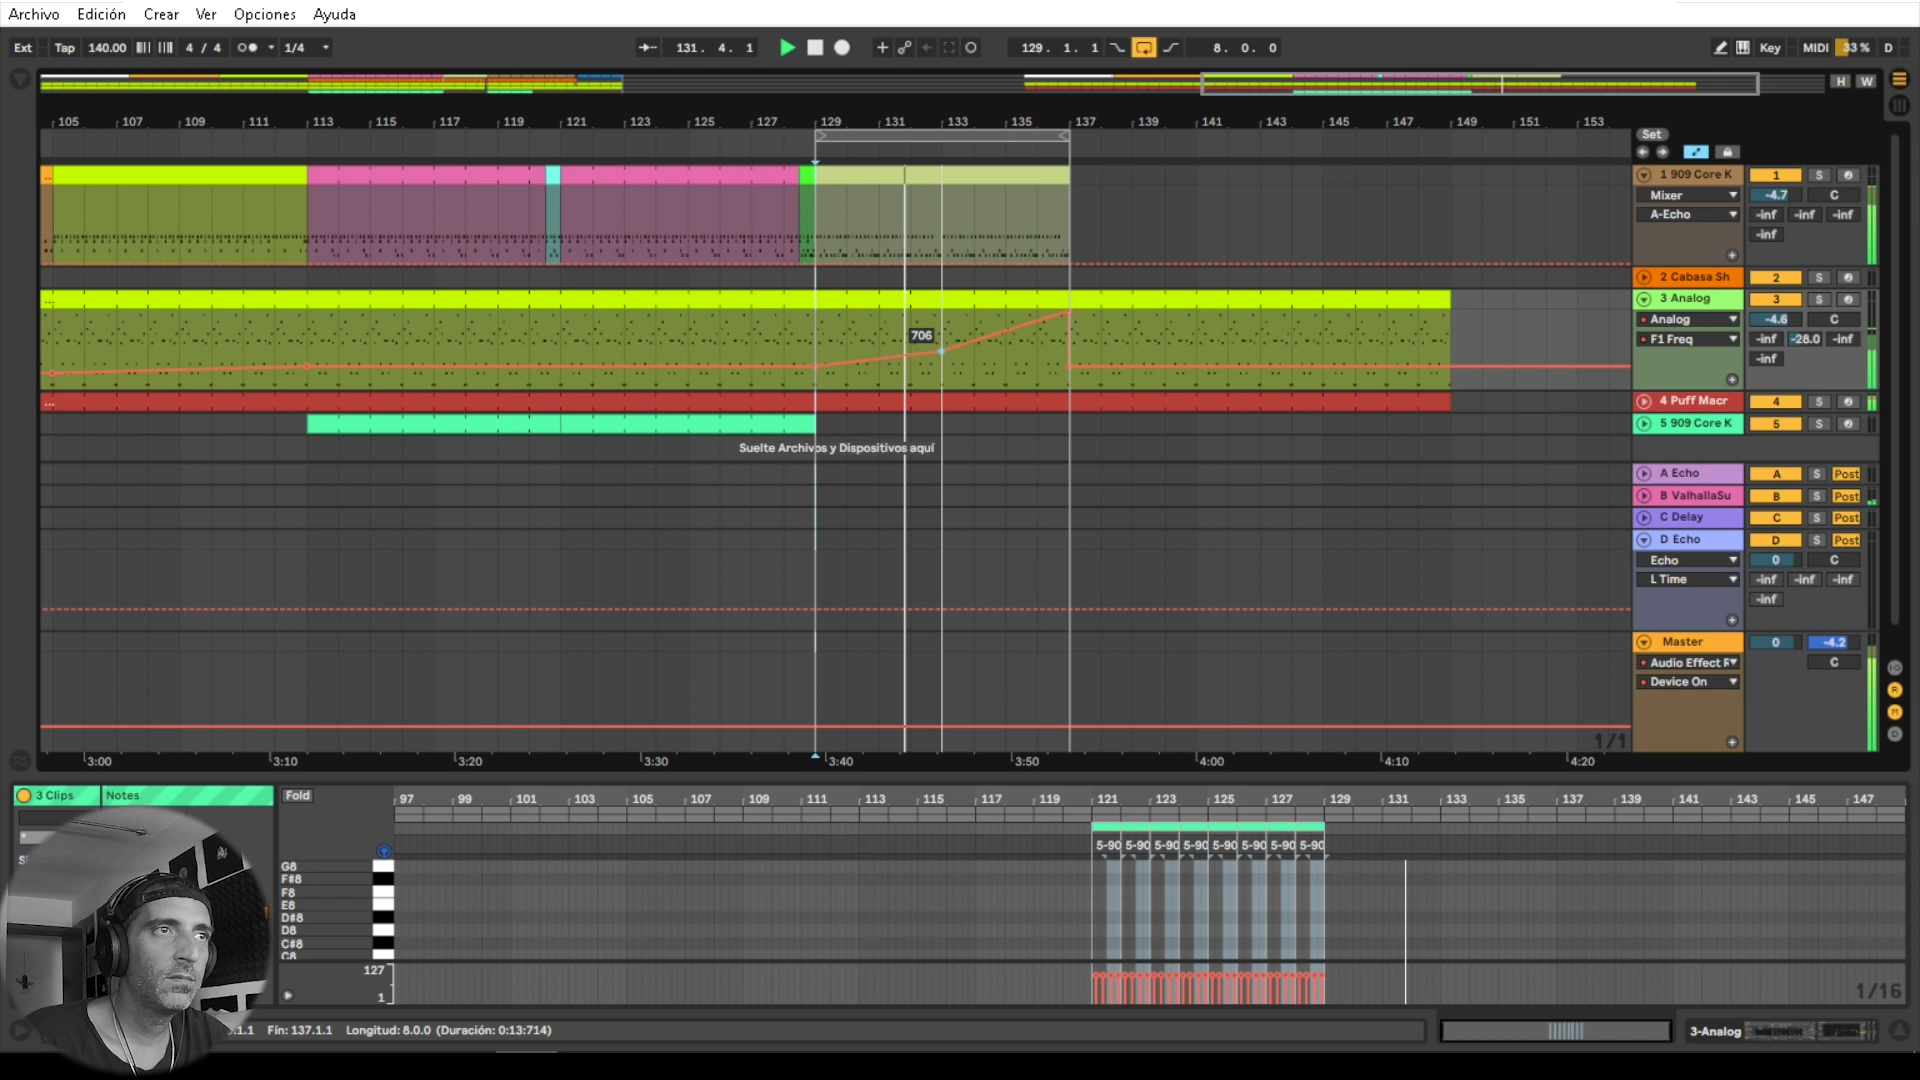 Archivo Edición Crear Ver Opciones Ayuda
Ext Tap 140.00 4 / 4 1/4 131. 4. 1 129. 1. 1 8. 0. 0 Key MIDI 33 % D
H W
105 107 109 111 113 115 117 119 121 123 125 127 129 131 133 135 137 139 141 143 145 147 149 151 153
Set
1 909 Core K 1 S
Mixer -4.7 C
A-Echo -inf -inf -inf
-inf
2 Cabasa Sh 2 S
3 Analog 3 S
Analog -4.6 C
706
F1 Freq -inf -28.0 -inf
-inf
4 Puff Macr 4 S
5 909 Core K 5 S
Suelte Archivos y Dispositivos aquí
A Echo A S Post
B ValhallaSu B S Post
C Delay C S Post
D Echo D S Post
Echo 0 C
L Time -inf -inf -inf
-inf
Master 0 -4.2
Audio Effect R C
Device On
1/1
3:00 3:10 3:20 3:30 3:40 3:50 4:00 4:10 4:20
3 Clips Notes Fold
97 99 101 103 105 107 109 111 113 115 117 119 121 123 125 127 129 131 133 135 137 139 141 143 145 147
5-90 5-90 5-90 5-90 5-90 5-90 5-90 5-90
G8
F#8
F8
E8
D#8
D8
C#8
C8
127
1
1/16
.1.1 Fín: 137.1.1 Longitud: 8.0.0 (Duración: 0:13:714)
3-Analog